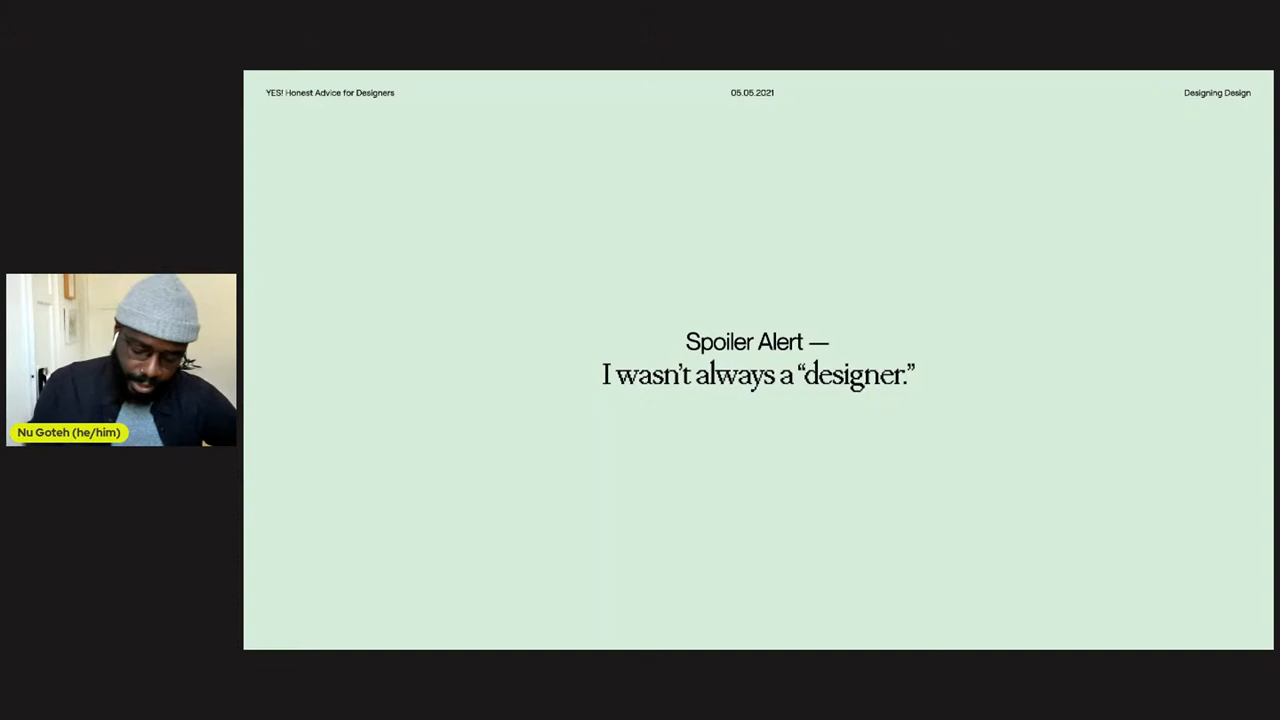 YES! Honest Advice for Designers
05.05.2021
Designing Design
Spoiler Alert —
I wasn’t always a “designer.”
Nu Goteh (he/him)